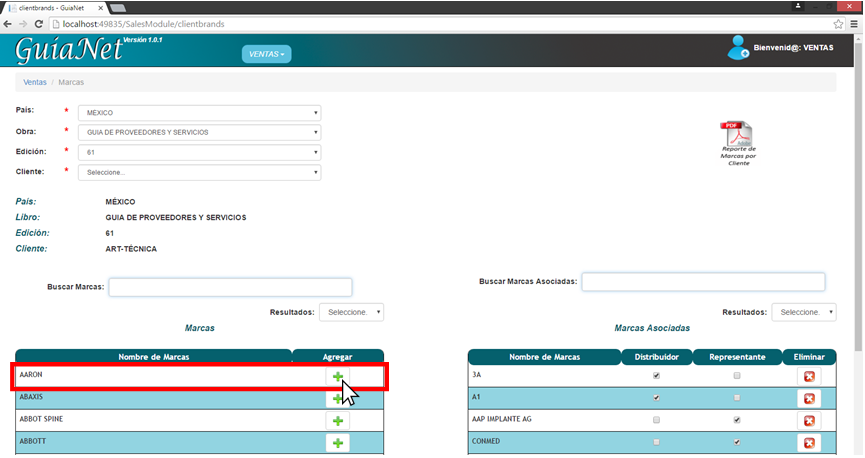 clientbrands - GuiaNet
localhost:49835/SalesModule/clientbrands
GuíaNet Versión 1.0.1
VENTAS
Bienvenid@: VENTAS
Ventas / Marcas
País: * MÉXICO
Obra: * GUIA DE PROVEEDORES Y SERVICIOS
Edición: * 61
Cliente: * Seleccione...
PDF
Adobe
Reporte de
Marcas por
Cliente
País: MÉXICO
Libro: GUIA DE PROVEEDORES Y SERVICIOS
Edición: 61
Cliente: ART-TÉCNICA
Buscar Marcas:
Resultados: Seleccione.
Marcas
Nombre de Marcas Agregar
AARON
ABAXIS
ABBOT SPINE
ABBOTT
Buscar Marcas Asociadas:
Resultados: Seleccione.
Marcas Asociadas
Nombre de Marcas Distribuidor Representante Eliminar
3A
A1
AAP IMPLANTE AG
CONMED